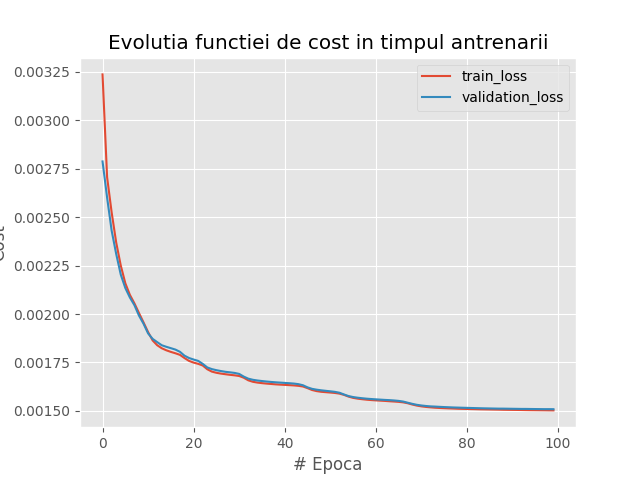 Evolutia functiei de cost in timpul antrenarii
train_loss
validation_loss
0.00325
0.00300
0.00275
0.00250
0.00225
0.00200
0.00175
0.00150
0 20 40 60 80 100
# Epoca